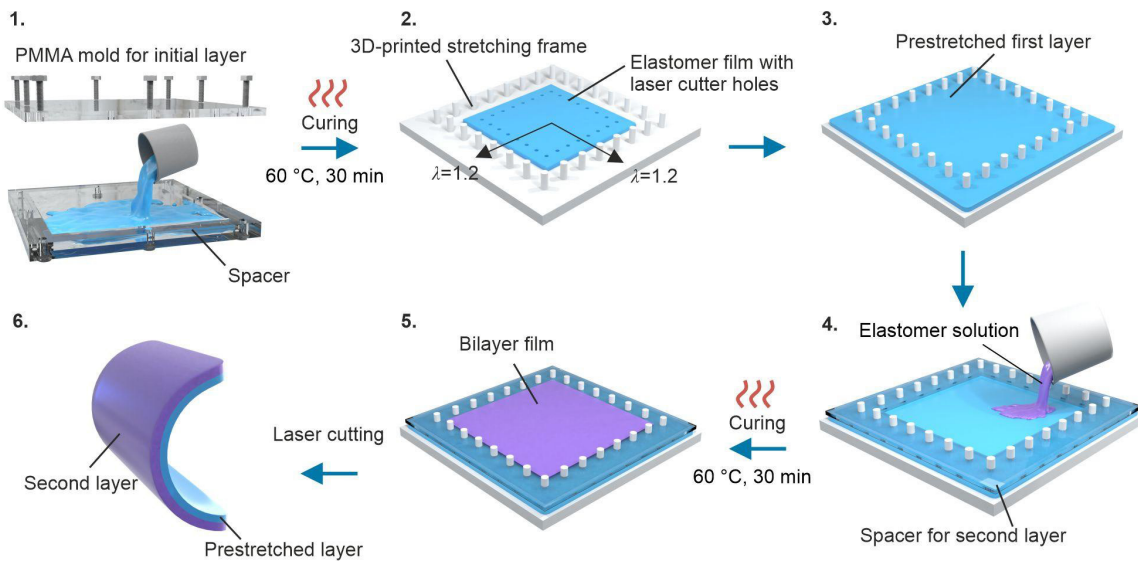 1.
PMMA mold for initial layer
Spacer
Curing
60 °C, 30 min
2.
3D-printed stretching frame
Elastomer film with
laser cutter holes
λ=1.2
λ=1.2
3.
Prestretched first layer
4.
Elastomer solution
Spacer for second layer
Curing
60 °C, 30 min
5.
Bilayer film
Laser cutting
6.
Second layer
Prestretched layer